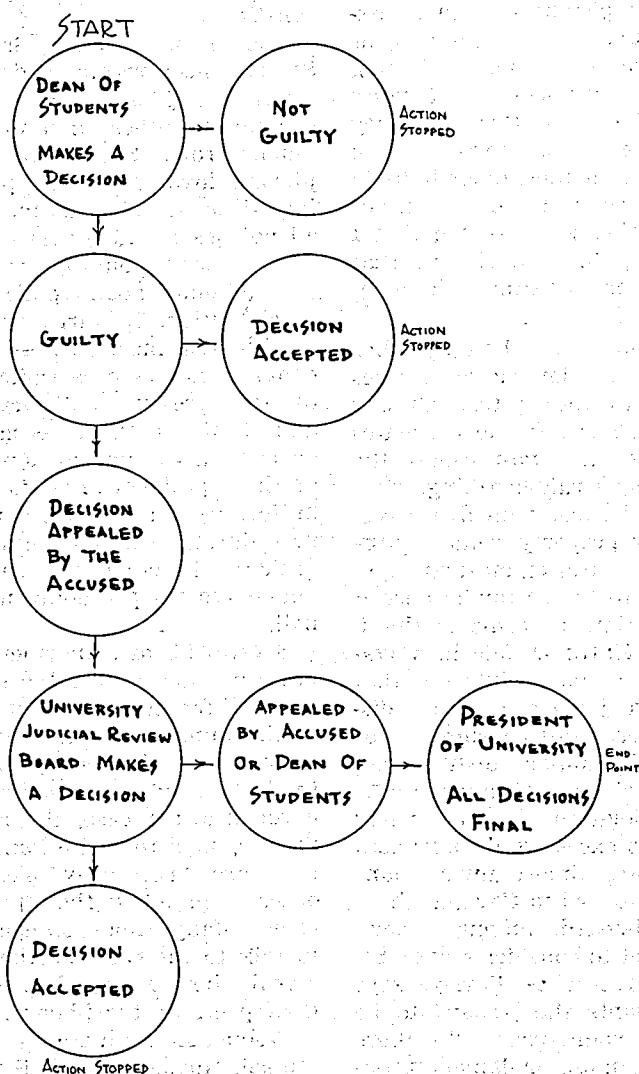 START
DEAN OF
STUDENTS
MAKES A
DECISION
NOT
GUILTY
ACTION
STOPPED
GUILTY
DECISION
ACCEPTED
ACTION
STOPPED
DECISION
APPEALED
BY THE
ACCUSED
UNIVERSITY
JUDICIAL REVIEW
BOARD MAKES
A DECISION
APPEALED
BY ACCUSED
OR DEAN OF
STUDENTS
PRESIDENT
OF UNIVERSITY
ALL DECISIONS
FINAL
END-
POINT
DECISION
ACCEPTED
ACTION STOPPED